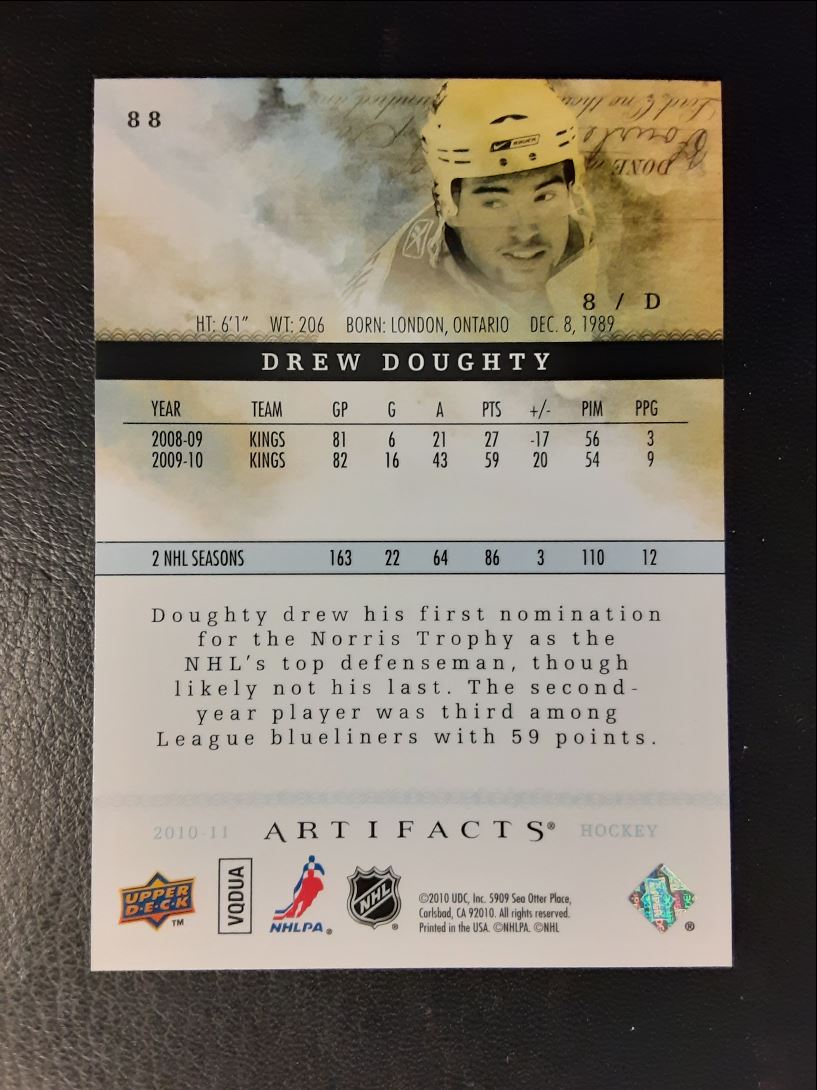 88
8 / D
HT: 6'1" WT: 206 BORN: LONDON, ONTARIO DEC. 8, 1989
DREW DOUGHTY
YEAR TEAM GP G A PTS +/- PIM PPG
2008-09 KINGS 81 6 21 27 -17 56 3
2009-10 KINGS 82 16 43 59 20 54 9
2 NHL SEASONS 163 22 64 86 3 110 12
Doughty drew his first nomination
for the Norris Trophy as the
NHL's top defenseman, though
likely not his last. The second-
year player was third among
League blueliners with 59 points.
2010-11 ARTIFACTS® HOCKEY
UPPER
D•E•C•K
™
VQDUA
NHLPA®
NHL®
©2010 UDC, Inc. 5909 Sea Otter Place,
Carlsbad, CA 92010. All rights reserved.
Printed in the USA. ©NHLPA. ©NHL
®